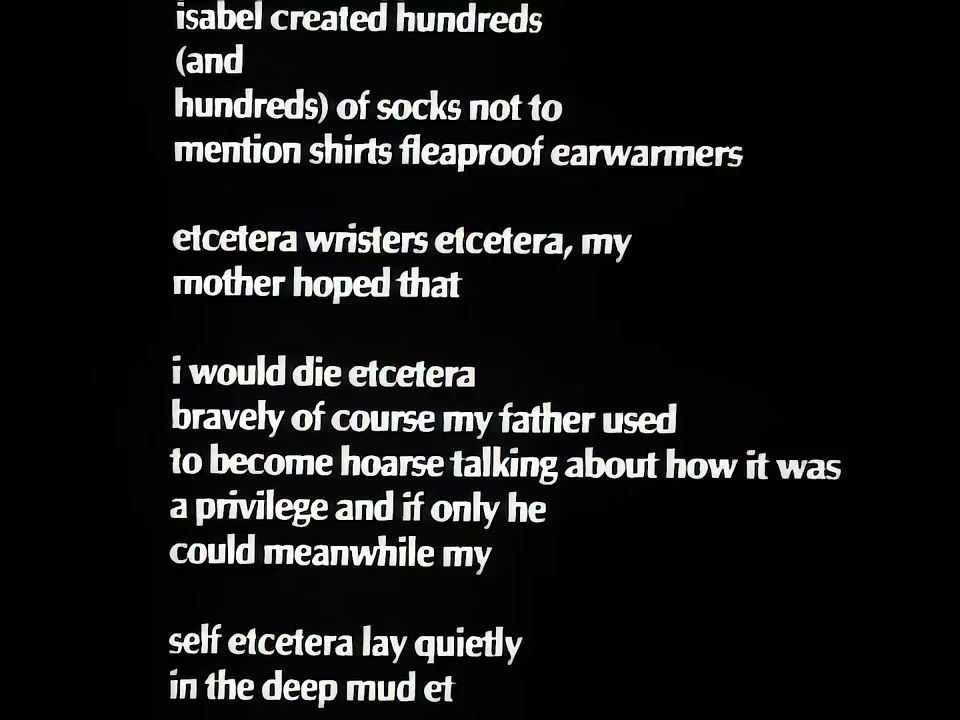 isabel created hundreds
(and
hundreds) of socks not to
mention shirts fleaproof earwarmers
etcetera wristers etcetera, my
mother hoped that
i would die etcetera
bravely of course my father used
to become hoarse talking about how it was
a privilege and if only he
could meanwhile my
self etcetera lay quietly
in the deep mud et